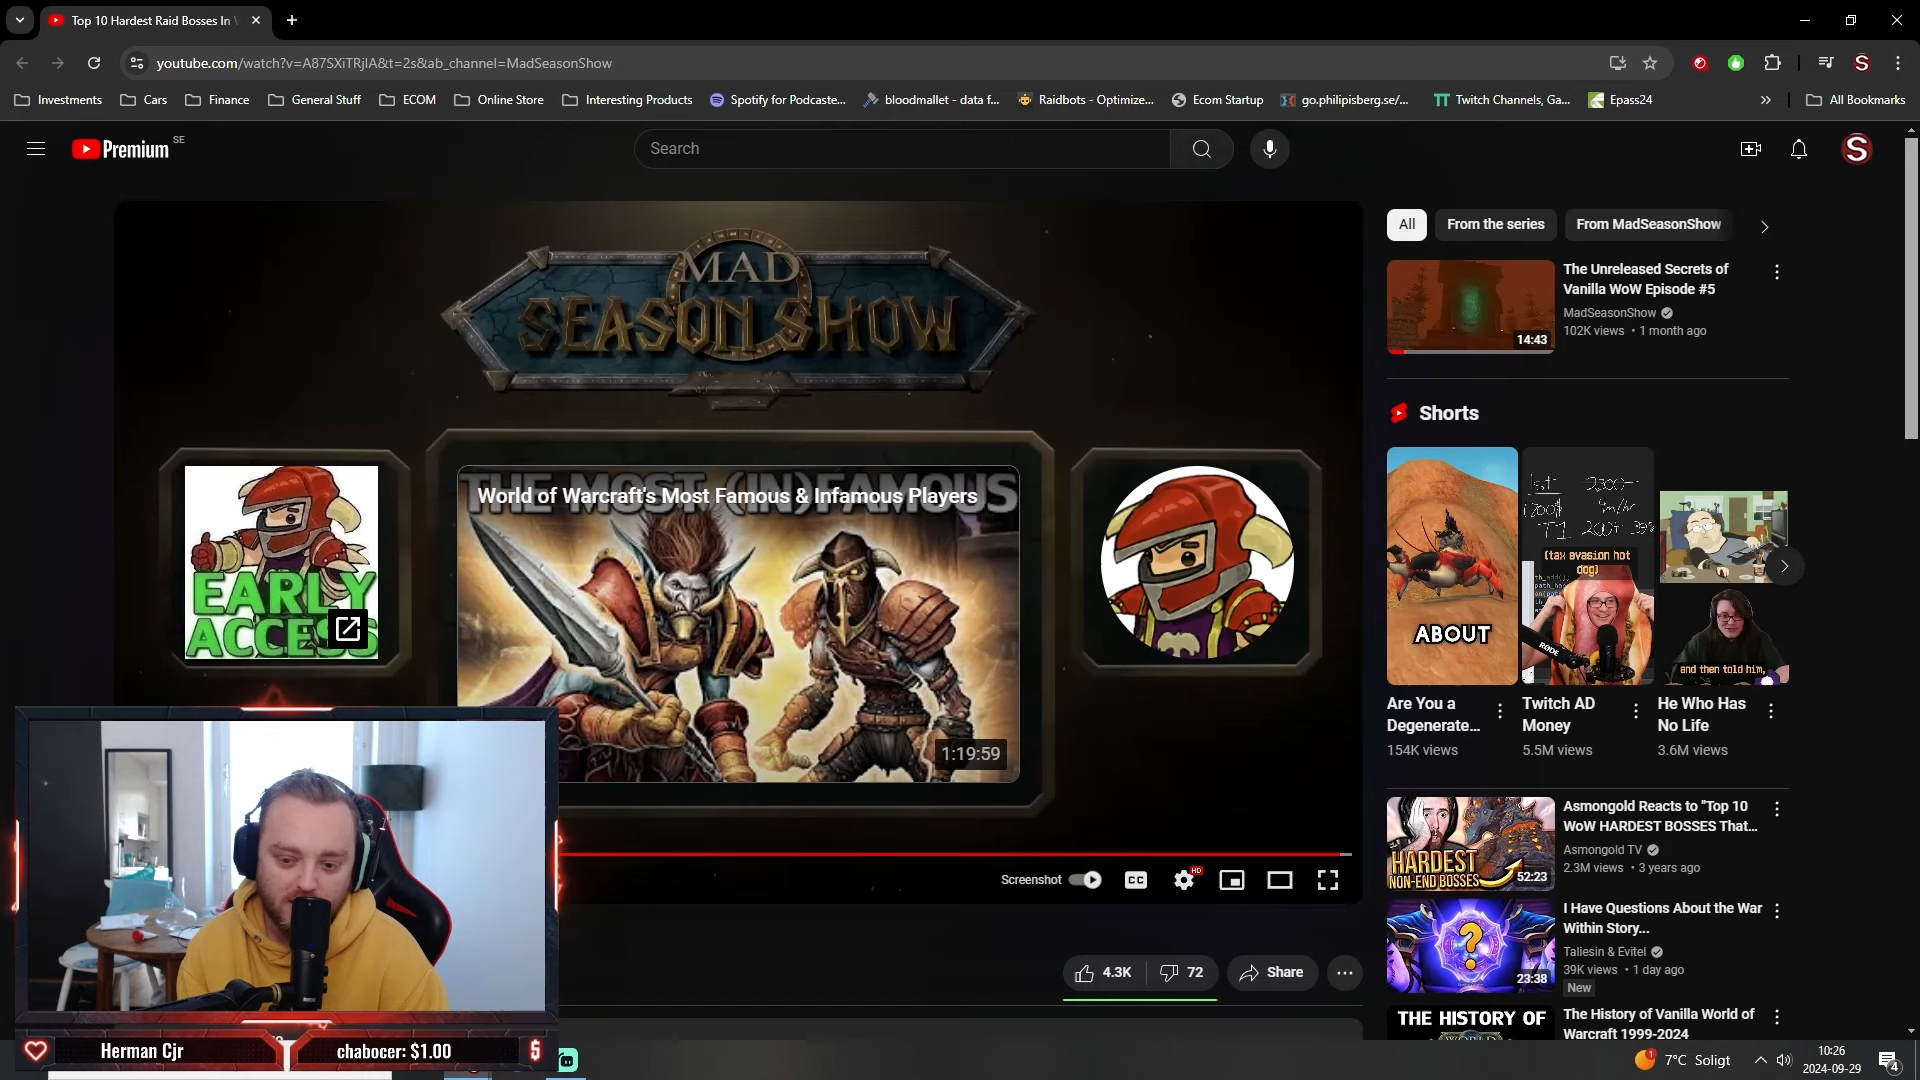 Top 10 Hardest Raid Bosses In
youtube.com/watch?v=A87SXiTRjlA&t=2s&ab_channel=MadSeasonShow
S
Investments
Cars
Finance
General Stuff
ECOM
Online Store
Interesting Products
Spotify for Podcaste...
bloodmallet - data f...
Raidbots - Optimize...
Ecom Startup
go.philipisberg.se/...
Twitch Channels, Ga...
Epass24
»
All Bookmarks
Premium SE
Search
S
MAD
SEASON SHOW
EARLY
ACCESS
THE MOST (IN)FAMOUS
World of Warcraft's Most Famous & Infamous Players
1:19:59
Screenshot
CC
HD
4.3K
72
Share
All
From the series
From MadSeasonShow
The Unreleased Secrets of
Vanilla WoW Episode #5
MadSeasonShow
102K views • 1 month ago
14:43
Shorts
ABOUT
(tax evasion hot
dog)
RØDE
and then told him,
Are You a
Degenerate...
154K views
Twitch AD
Money
5.5M views
He Who Has
No Life
3.6M views
HARDEST
NON-END BOSSES
52:23
Asmongold Reacts to "Top 10
WoW HARDEST BOSSES That...
Asmongold TV
2.3M views • 3 years ago
?
23:38
I Have Questions About the War
Within Story...
Taliesin & Evitel
39K views • 1 day ago
New
THE HISTORY OF
The History of Vanilla World of
Warcraft 1999-2024
Herman Cjr
chabocer: $1.00
$
1
7°C Soligt
10:26
2024-09-29
4